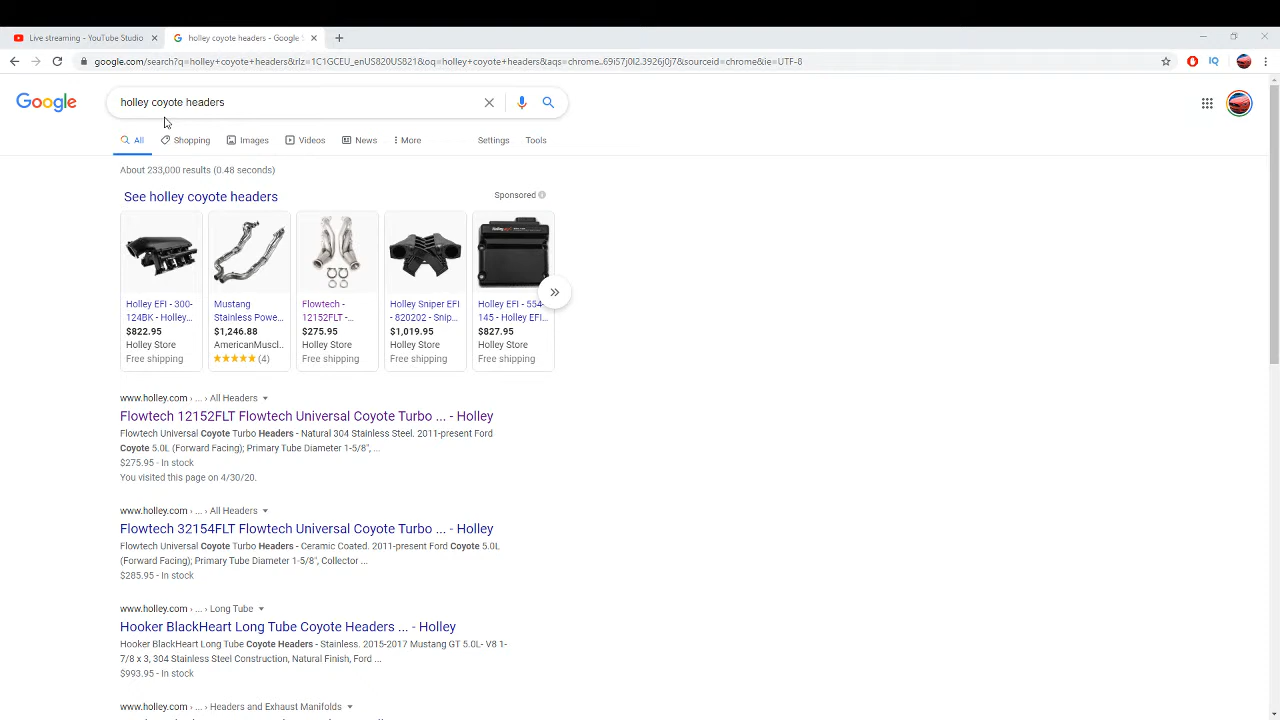 Live streaming - YouTube Studio
holley coyote headers - Google S
google.com/search?q=holley+coyote+headers&rlz=1C1GCEU_enUS820US821&oq=holley+coyote+headers&aqs=chrome..69i57j0l2.3926j0j7&sourceid=chrome&ie=UTF-8
IQ
Google
holley coyote headers
All
Shopping
Images
Videos
News
More
Settings
Tools
About 233,000 results (0.48 seconds)
See holley coyote headers
Sponsored
Holley EFI - 300-
124BK - Holley...
$822.95
Holley Store
Free shipping
Mustang
Stainless Powe...
$1,246.88
AmericanMuscl..
(4)
Flowtech -
12152FLT -...
$275.95
Holley Store
Free shipping
Holley Sniper EFI
- 820202 - Snip...
$1,019.95
Holley Store
Free shipping
Holley EFI - 554-
145 - Holley EFI...
$827.95
Holley Store
Free shipping
www.holley.com › ... › All Headers
Flowtech 12152FLT Flowtech Universal Coyote Turbo ... - Holley
Flowtech Universal Coyote Turbo Headers - Natural 304 Stainless Steel. 2011-present Ford
Coyote 5.0L (Forward Facing); Primary Tube Diameter 1-5/8", ...
$275.95 - In stock
You visited this page on 4/30/20.
www.holley.com › ... › All Headers
Flowtech 32154FLT Flowtech Universal Coyote Turbo ... - Holley
Flowtech Universal Coyote Turbo Headers - Ceramic Coated. 2011-present Ford Coyote 5.0L
(Forward Facing); Primary Tube Diameter 1-5/8", Collector ...
$285.95 - In stock
www.holley.com › ... › Long Tube
Hooker BlackHeart Long Tube Coyote Headers ... - Holley
Hooker BlackHeart Long Tube Coyote Headers - Stainless. 2015-2017 Mustang GT 5.0L- V8 1-
7/8 x 3, 304 Stainless Steel Construction, Natural Finish, Ford ...
$993.95 - In stock
www.holley.com › ... › Headers and Exhaust Manifolds